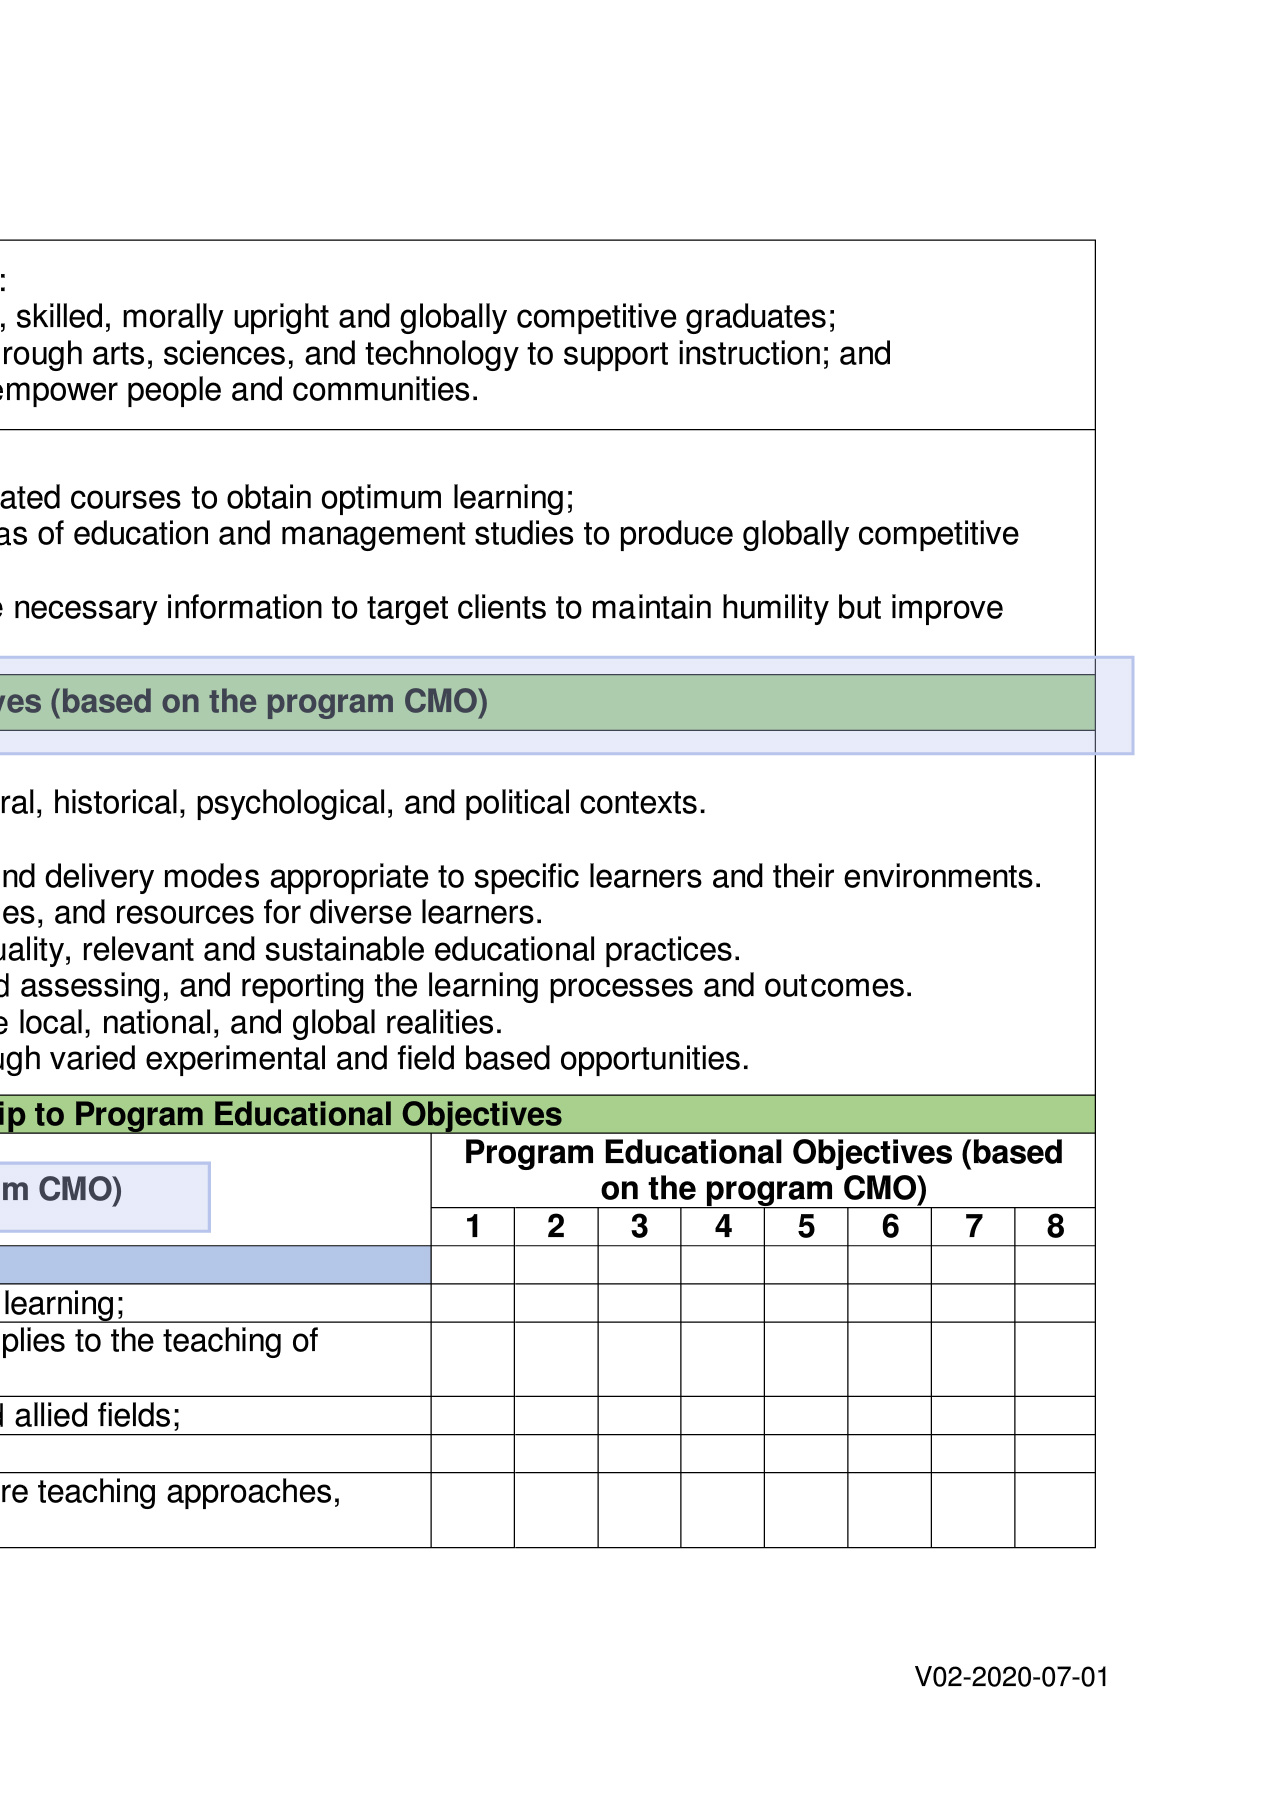 :
, skilled, morally upright and globally competitive graduates;
rough arts, sciences, and technology to support instruction; and
empower people and communities.
ated courses to obtain optimum learning;
as of education and management studies to produce globally competitive
e necessary information to target clients to maintain humility but improve
ves (based on the program CMO)
ral, historical, psychological, and political contexts.
nd delivery modes appropriate to specific learners and their environments.
es, and resources for diverse learners.
uality, relevant and sustainable educational practices.
d assessing, and reporting the learning processes and outcomes.
e local, national, and global realities.
ugh varied experimental and field based opportunities.
ip to Program Educational Objectives
m CMO)
Program Educational Objectives (based
on the program CMO)
1 2 3 4 5 6 7 8
learning;
plies to the teaching of
d allied fields;
re teaching approaches,
V02-2020-07-01